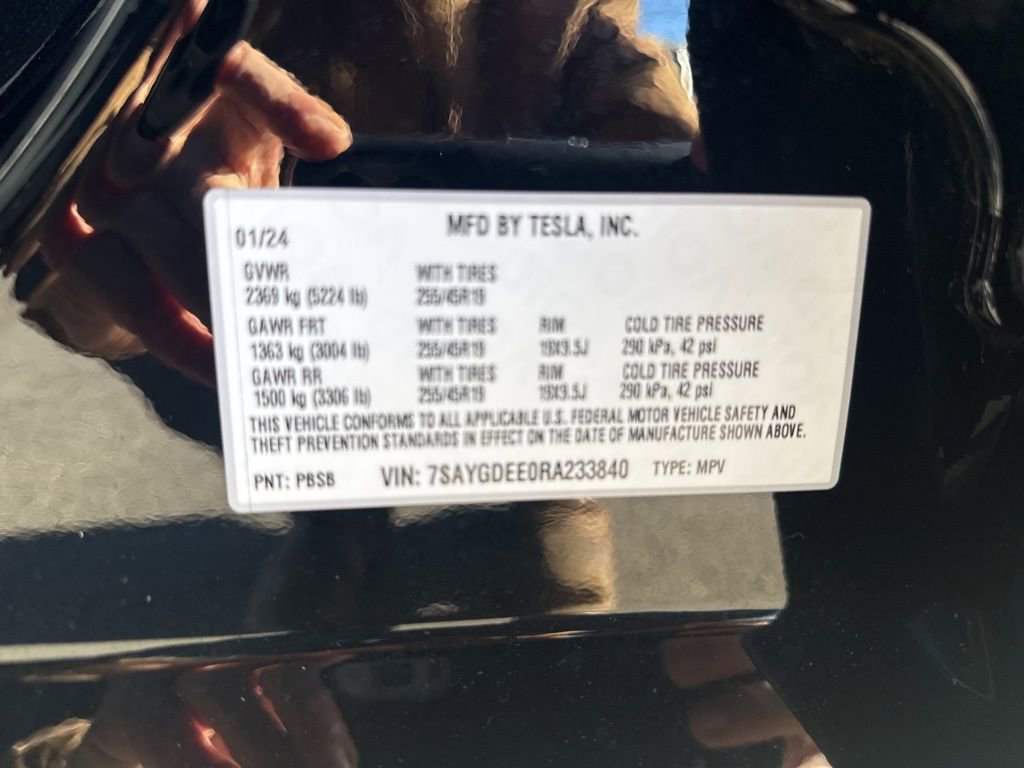 MFD BY TESLA, INC.
01/24
GVWR WITH TIRES
2369 kg (5224 lb) 255/45R19
GAWR FRT WITH TIRES RIM COLD TIRE PRESSURE
1363 kg (3004 lb) 255/45R19 19X9.5J 290 kPa, 42 psi
GAWR RR WITH TIRES RIM COLD TIRE PRESSURE
1500 kg (3306 lb) 255/45R19 19X9.5J 290 kPa, 42 psi
THIS VEHICLE CONFORMS TO ALL APPLICABLE U.S. FEDERAL MOTOR VEHICLE SAFETY AND
THEFT PREVENTION STANDARDS IN EFFECT ON THE DATE OF MANUFACTURE SHOWN ABOVE.
PNT: PBSB VIN: 7SAYGDEE0RA233840 TYPE: MPV